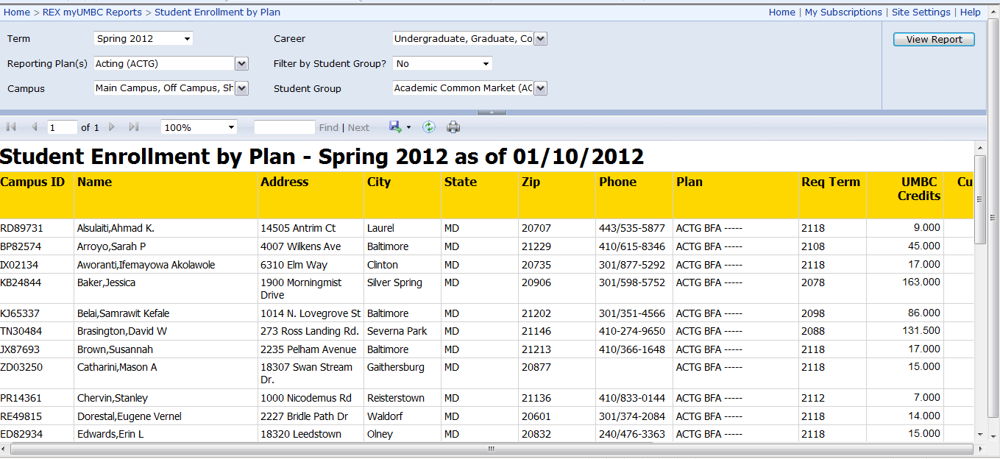 Home > REX myUMBC Reports > Student Enrollment by Plan Home | My Subscriptions | Site Settings | Help
Term Spring 2012 Career Undergraduate, Graduate, Co View Report
Reporting Plan(s) Acting (ACTG) Filter by Student Group? No
Campus Main Campus, Off Campus, Sh Student Group Academic Common Market (AC
1 of 1 100% Find | Next
Student Enrollment by Plan - Spring 2012 as of 01/10/2012
Campus ID Name Address City State Zip Phone Plan Req Term UMBC Cu
Credits
RD89731 Alsulaiti,Ahmad K. 14505 Antrim Ct Laurel MD 20707 443/535-5877 ACTG BFA ----- 2118 9.000
BP82574 Arroyo,Sarah P 4007 Wilkens Ave Baltimore MD 21229 410/615-8346 ACTG BFA ----- 2108 45.000
IX02134 Aworanti,Ifemayowa Akolawole 6310 Elm Way Clinton MD 20735 301/877-5292 ACTG BFA ----- 2118 17.000
KB24844 Baker,Jessica 1900 Morningmist Silver Spring MD 20906 301/598-5752 ACTG BFA ----- 2078 163.000
Drive
KJ65337 Belai,Samrawit Kefale 1014 N. Lovegrove St Baltimore MD 21202 301/351-4566 ACTG BFA ----- 2098 86.000
TN30484 Brasington,David W 273 Ross Landing Rd. Severna Park MD 21146 410-274-9650 ACTG BFA ----- 2088 131.500
JX87693 Brown,Susannah 2235 Pelham Avenue Baltimore MD 21213 410/366-1648 ACTG BFA ----- 2118 17.000
ZD03250 Catharini,Mason A 18307 Swan Stream Gaithersburg MD 20877 ACTG BFA ----- 2118 15.000
Dr.
PR14361 Chervin,Stanley 1000 Nicodemus Rd Reisterstown MD 21136 410/833-0144 ACTG BFA ----- 2112 7.000
RE49815 Dorestal,Eugene Vernel 2227 Bridle Path Dr Waldorf MD 20601 301/374-2084 ACTG BFA ----- 2118 14.000
ED82934 Edwards,Erin L 18320 Leedstown Olney MD 20832 240/476-3363 ACTG BFA ----- 2118 15.000